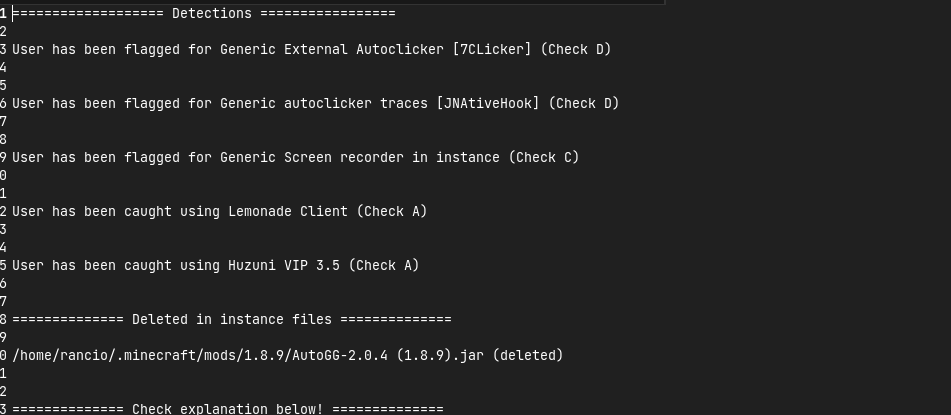 1 =================== Detections =================
2
3 User has been flagged for Generic External Autoclicker [7CLicker] (Check D)
4
5
6 User has been flagged for Generic autoclicker traces [JNAtiveHook] (Check D)
7
8
9 User has been flagged for Generic Screen recorder in instance (Check C)
0
1
2 User has been caught using Lemonade Client (Check A)
3
4
5 User has been caught using Huzuni VIP 3.5 (Check A)
6
7
8 ============== Deleted in instance files ==============
9
0 /home/rancio/.minecraft/mods/1.8.9/AutoGG-2.0.4 (1.8.9).jar (deleted)
1
2
3 ============== Check explanation below! ==============